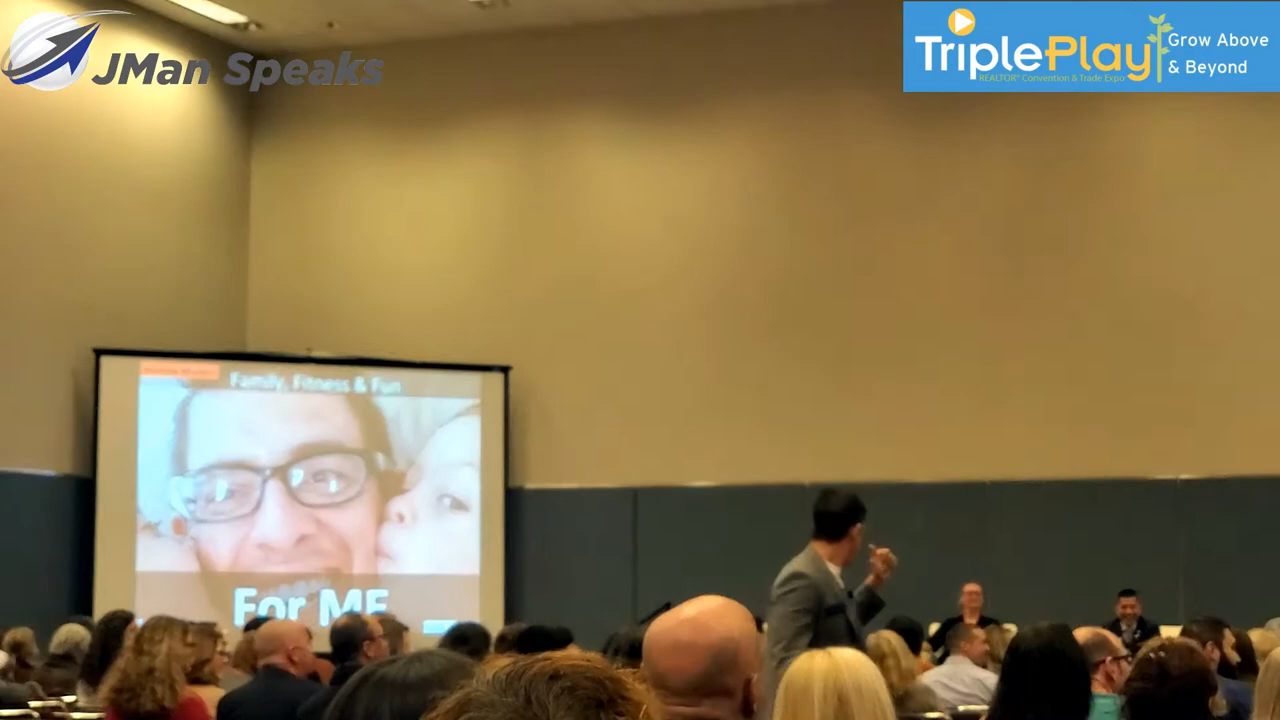 JMan Speaks
TriplePlay
REALTOR® Convention & Trade Expo
Grow Above
& Beyond
Family, Fitness & Fun
For ME